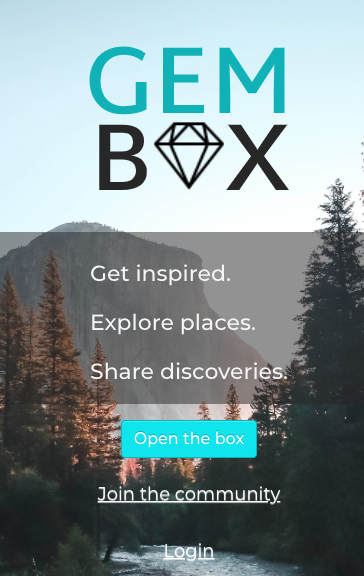 GEM
BOX
Get inspired.
Explore places.
Share discoveries.
Open the box
Join the community
Login